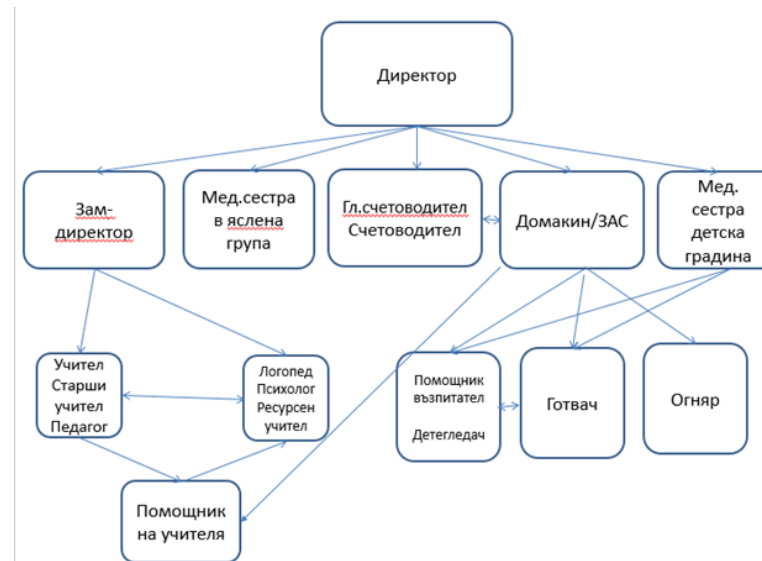 Директор
Зам-
директор
Мед.сестра
в яслена
група
Гл.счетоводител
Счетоводител
Домакин/ЗАС
Мед.
сестра
детска
градина
Учител
Старши
учител
Педагог
Логопед
Психолог
Ресурсен
учител
Помощник
възпитател
Детегледач
Готвач
Огняр
Помощник
на учителя